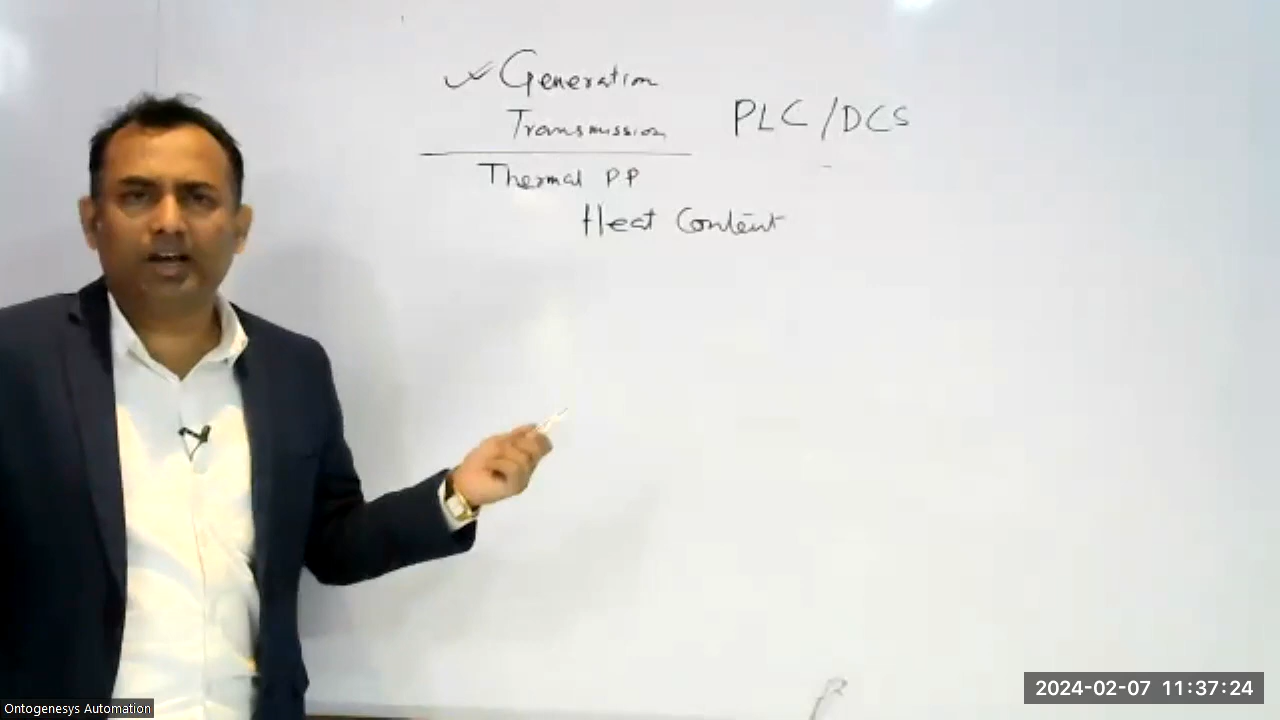 ✓ Generation
Transmission
PLC/DCS
Thermal PP
Heat Content
Ontogenesys Automation
2024-02-07 11:37:24